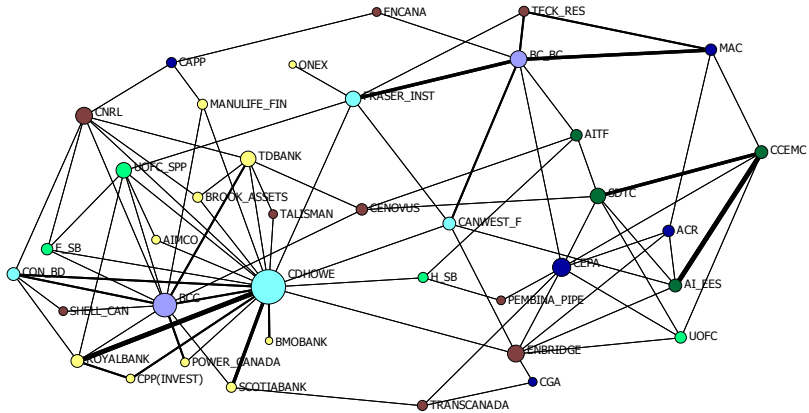 ENCANA
TECK_RES
MAC
BC_BC
CAPP
ONEX
FRASER_INST
MANULIFE_FIN
CNRL
AITF
CCEMC
TDBANK
UOFC_SPP
BROOK_ASSETS
SDTC
TALISMAN
CENOVUS
CANWEST_F
ACR
AIMCO
E_SB
CON_BD
CEPA
H_SB
CDHOWE
AI_EES
PEMBINA_PIPE
BCC
SHELL_CAN
UOFC
BMOBANK
ENBRIDGE
ROYALBANK
POWER_CANADA
CPP(INVEST)
CGA
SCOTIABANK
TRANSCANADA